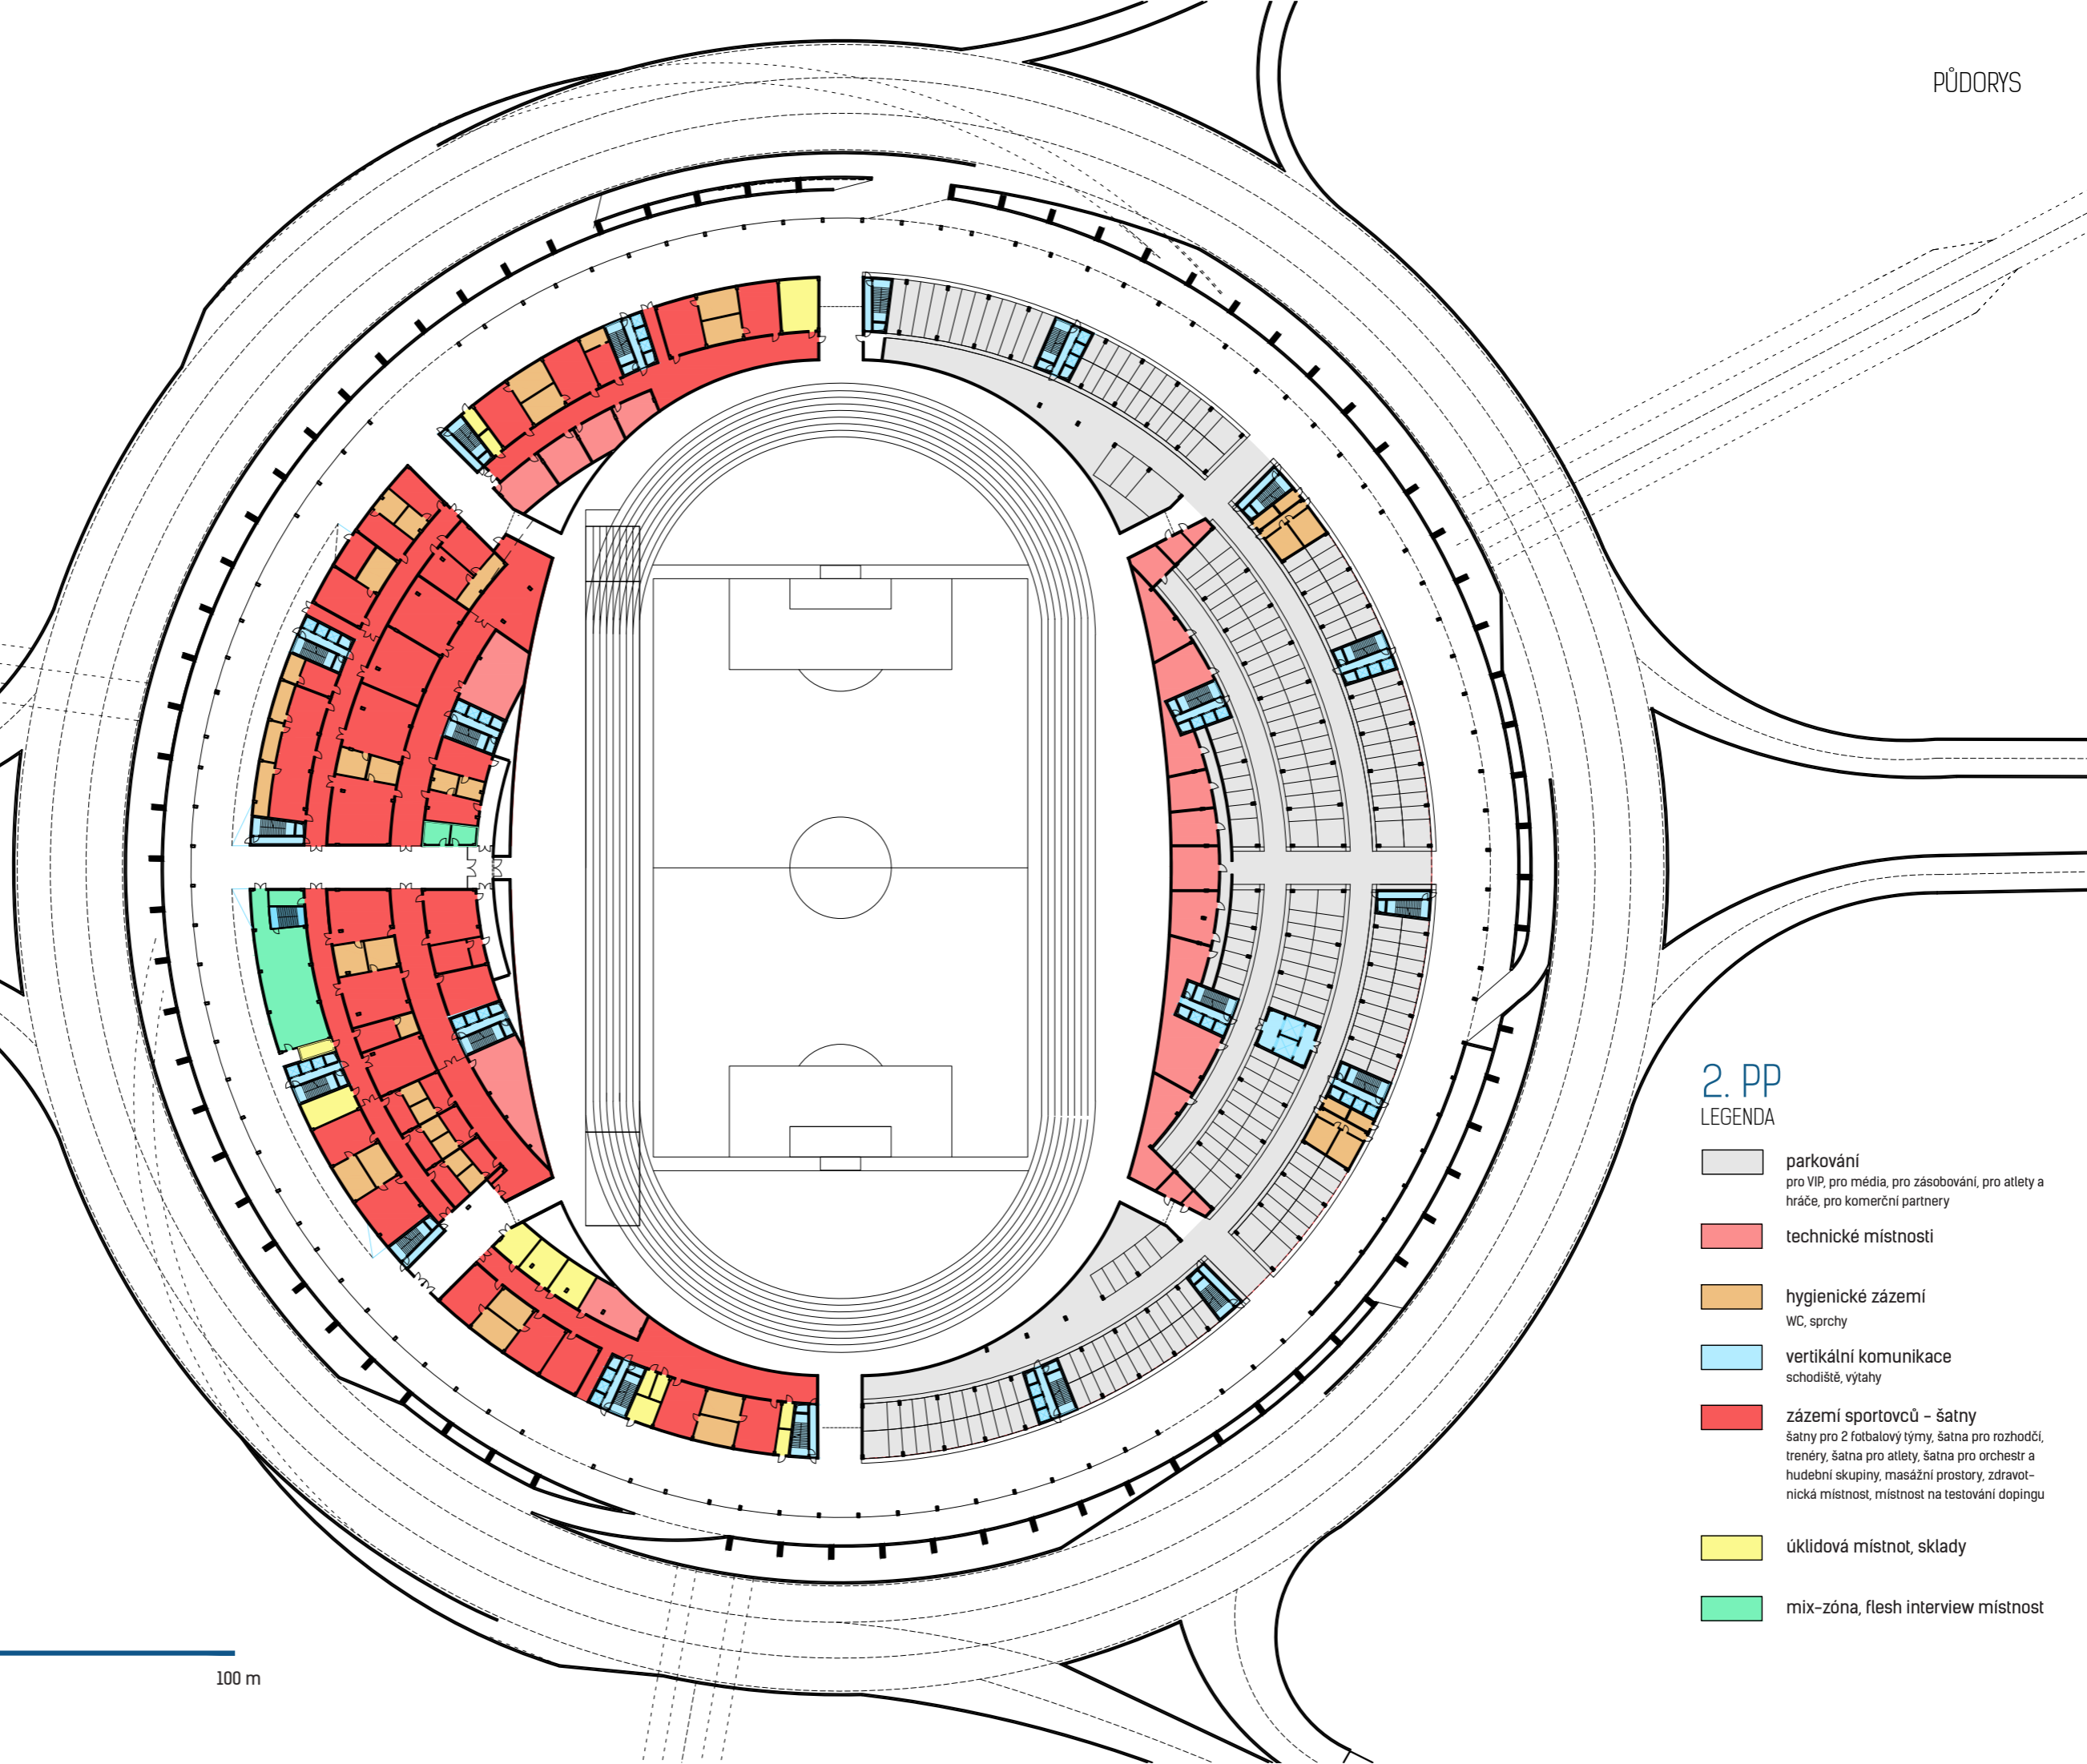 PŮDORYS
2. PP
LEGENDA
parkování
pro VIP, pro média, pro zásobování, pro atlety a
hráče, pro komerční partnery
technické místnosti
hygienické zázemí
WC, sprchy
vertikální komunikace
schodiště, výtahy
zázemí sportovců - šatny
šatny pro 2 fotbalový týmy, šatna pro rozhodčí,
trenéry, šatna pro atlety, šatna pro orchestr a
hudební skupiny, masážní prostory, zdravot-
nická místnost, místnost na testování dopingu
úklidová místnot, sklady
mix-zóna, flesh interview místnost
100 m